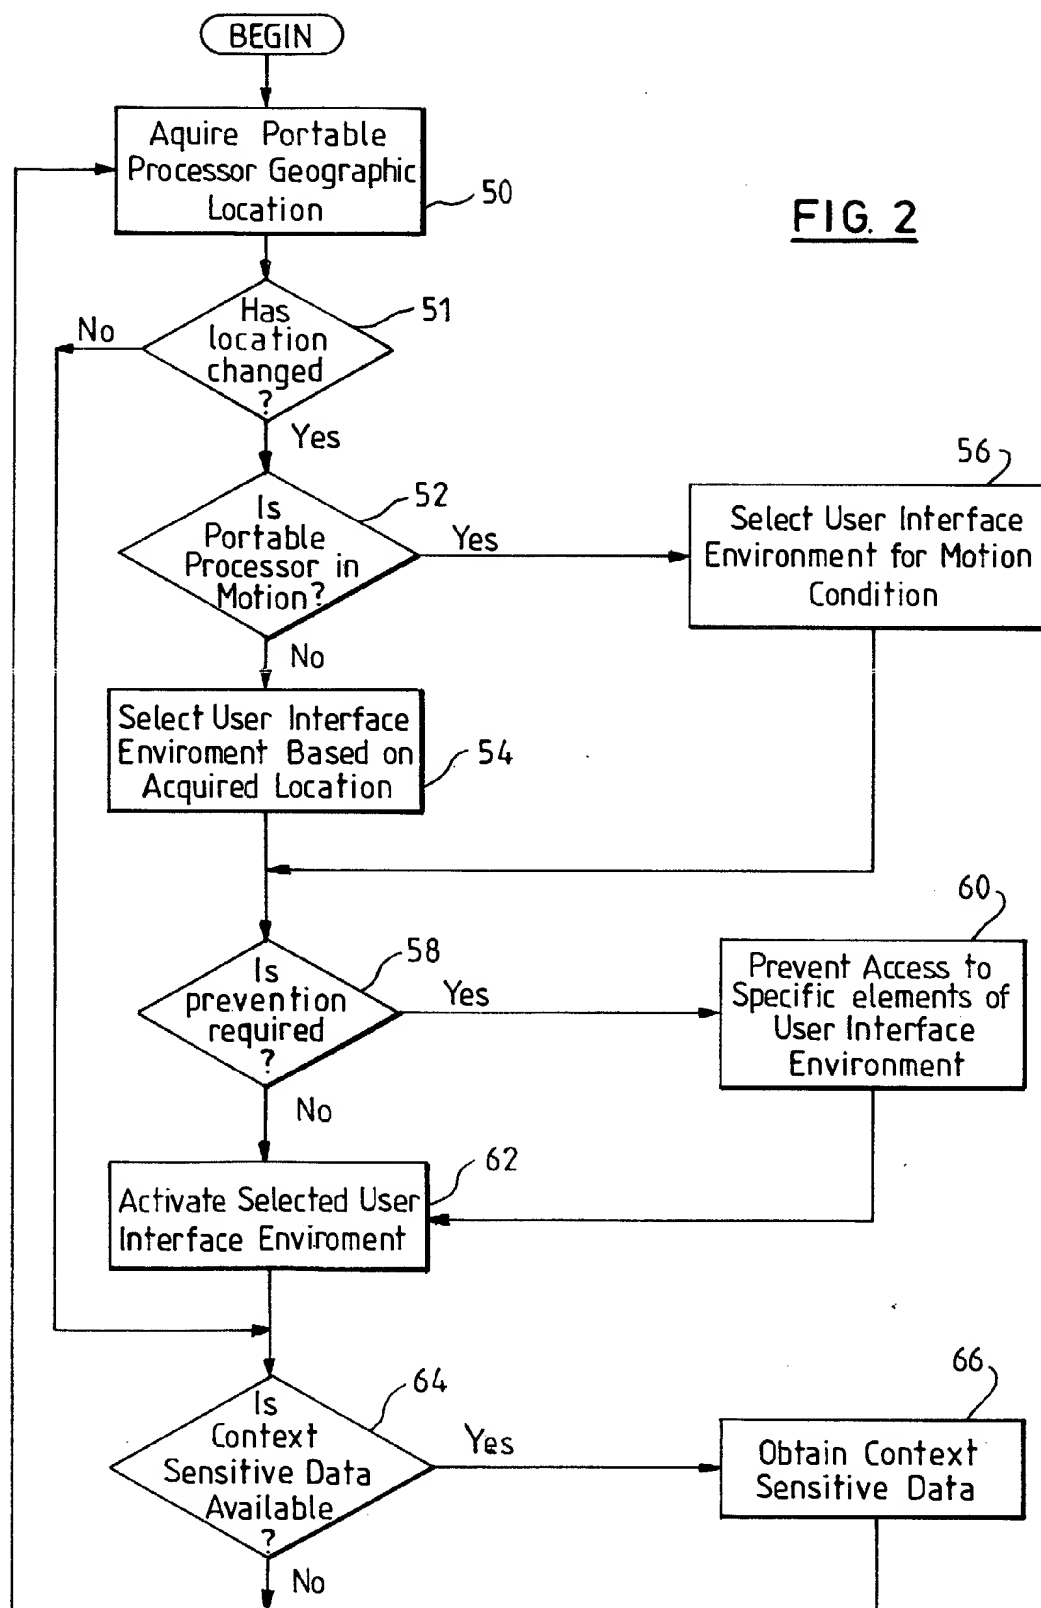 BEGIN
Aquire Portable
Processor Geographic
Location
50
FIG. 2
Has
location
changed
?
51
No
Yes
Is
Portable
Processor in
Motion?
52
Yes
No
56
Select User Interface
Environment for Motion
Condition
Select User Interface
Enviroment Based on
Acquired Location
54
Is
prevention
required
?
58
Yes
No
60
Prevent Access to
Specific elements of
User Interface
Environment
Activate Selected User
Interface Enviroment
62
Is
Context
Sensitive Data
Available
?
64
Yes
No
66
Obtain Context
Sensitive Data